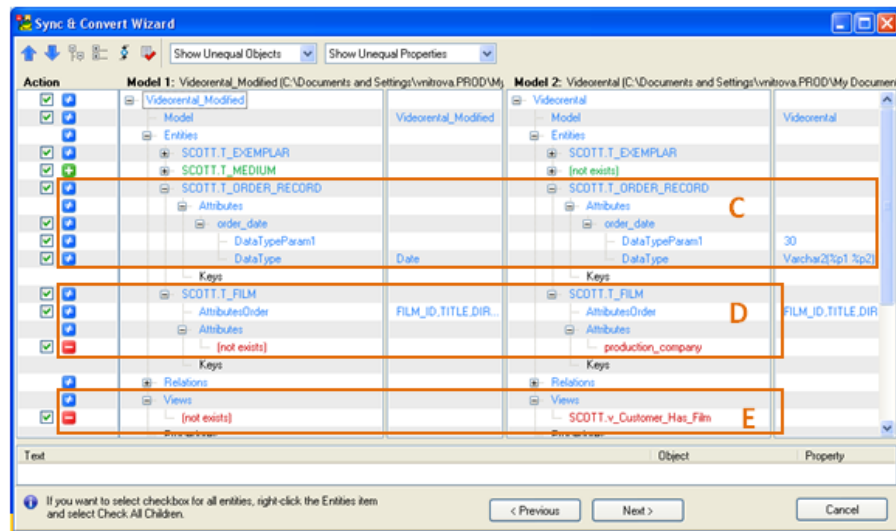 Sync & Convert Wizard
Show Unequal Objects Show Unequal Properties
Action Model 1: Videorental_Modified (C:\Documents and Settings\vnitrova.PROD\My Model 2: Videorental (C:\Documents and Settings\vnitrova.PROD\My Documen
Videorental_Modified Videorental
Model Videorental_Modified Model Videorental
Entities Entities
SCOTT.T_EXEMPLAR SCOTT.T_EXEMPLAR
SCOTT.T_MEDIUM (not exists)
SCOTT.T_ORDER_RECORD SCOTT.T_ORDER_RECORD
Attributes Attributes C
order_date order_date
DataTypeParam1 DataTypeParam1 30
DataType Date DataType Varchar2(%p1 %p2)
Keys Keys
SCOTT.T_FILM SCOTT.T_FILM
AttributesOrder FILM_ID,TITLE,DIR... AttributesOrder D FILM_ID,TITLE,DIR
Attributes Attributes
(not exists) production_company
Keys Keys
Relations Relations
Views Views
(not exists) SCOTT.v_Customer_Has_Film E
Text Object Property
If you want to select checkbox for all entities, right-click the Entities item
and select Check All Children.
< Previous Next > Cancel